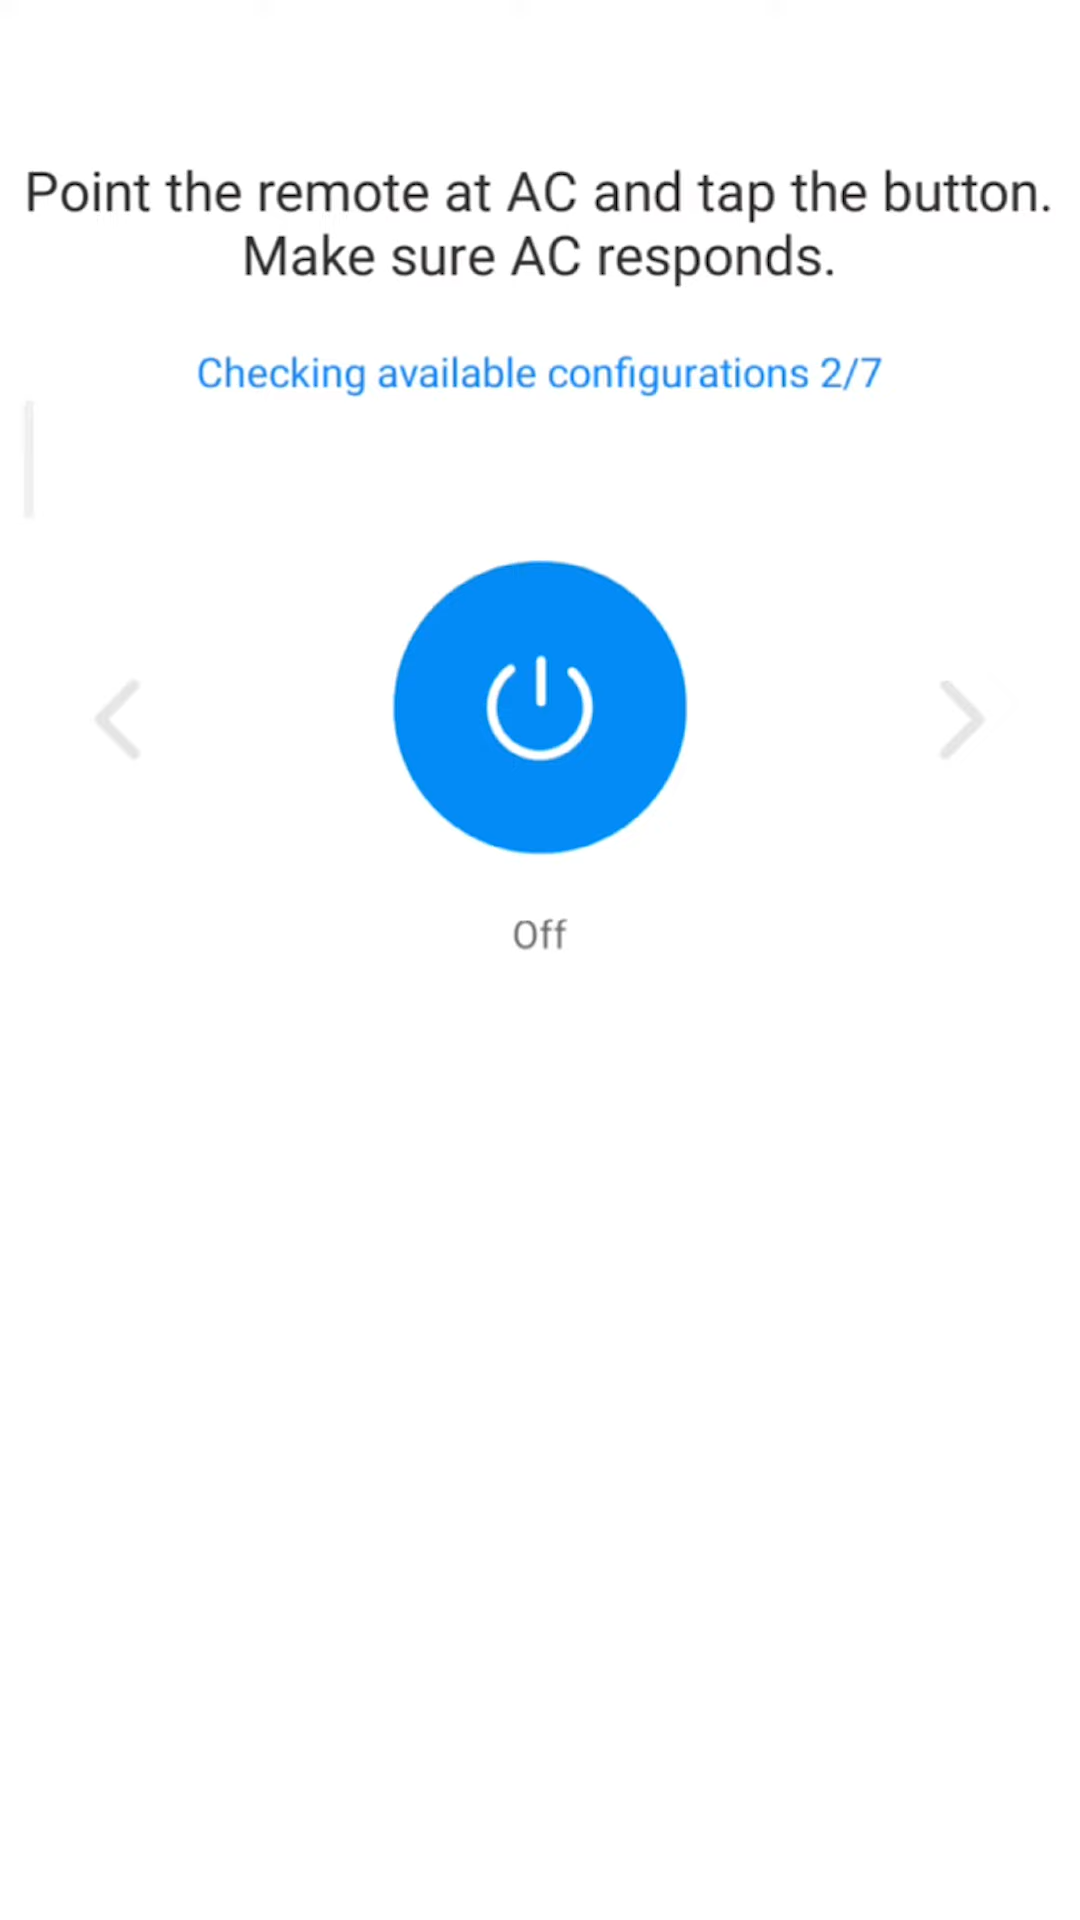 Point the remote at AC and tap the button.
Make sure AC responds.
Checking available configurations 2/7
Off